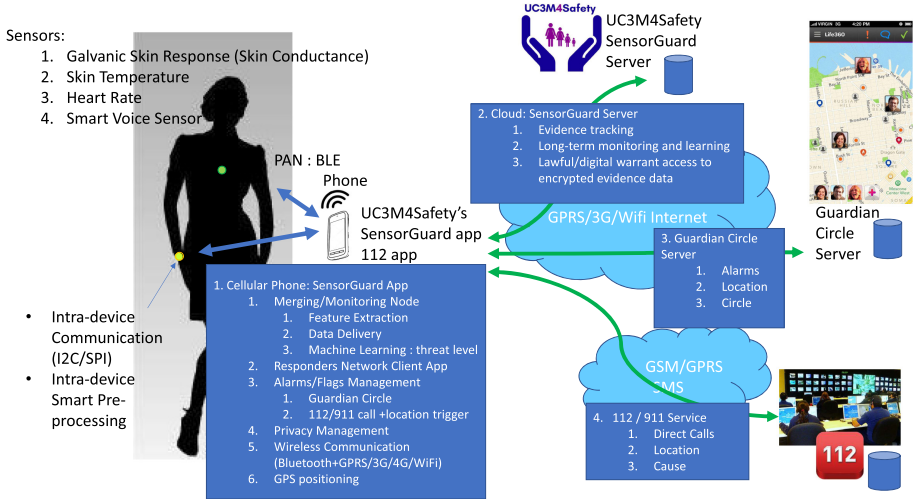 Sensors:
1. Galvanic Skin Response (Skin Conductance)
2. Skin Temperature
3. Heart Rate
4. Smart Voice Sensor
PAN : BLE
Phone
UC3M4Safety's
SensorGuard app
112 app
• Intra-device
Communication
(I2C/SPI)
• Intra-device
Smart Pre-
processing
1. Cellular Phone: SensorGuard App
1. Merging/Monitoring Node
1. Feature Extraction
2. Data Delivery
3. Machine Learning : threat level
2. Responders Network Client App
3. Alarms/Flags Management
1. Guardian Circle
2. 112/911 call +location trigger
4. Privacy Management
5. Wireless Communication
(Bluetooth+GPRS/3G/4G/WiFi)
6. GPS positioning
UC3M4Safety
UC3M4Safety
SensorGuard
Server
2. Cloud: SensorGuard Server
1. Evidence tracking
2. Long-term monitoring and learning
3. Lawful/digital warrant access to
encrypted evidence data
GPRS/3G/Wifi Internet
3. Guardian Circle
Server
1. Alarms
2. Location
3. Circle
VIRGIN 3G 4:20 PM
Life360
Guardian
Circle
Server
GSM/GPRS
SMS
4. 112 / 911 Service
1. Direct Calls
2. Location
3. Cause
112